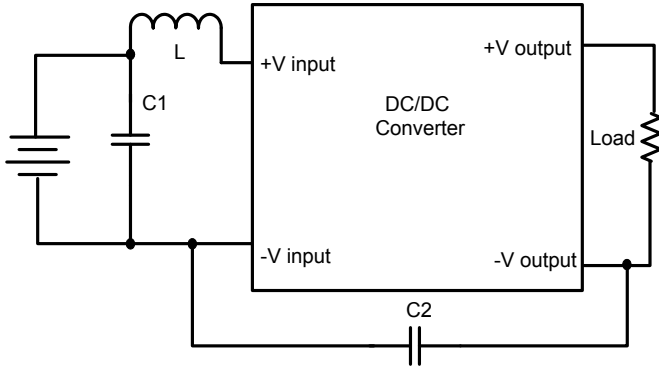 L
+V input
+V output
C1
DC/DC
Converter
Load
-V input
-V output
C2